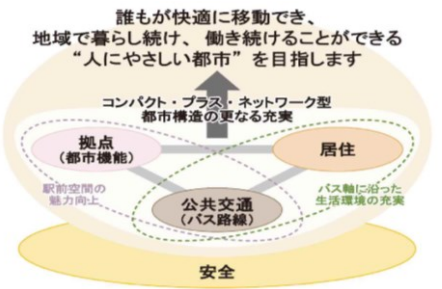 誰もが快適に移動でき、
地域で暮らし続け、働き続けることができる
“人にやさしい都市”を目指します
コンパクト・プラス・ネットワーク型
都市構造の更なる充実
拠点
(都市機能)
居住
駅前空間の
魅力向上
公共交通
(バス路線)
バス軸に沿った
生活環境の充実
安全